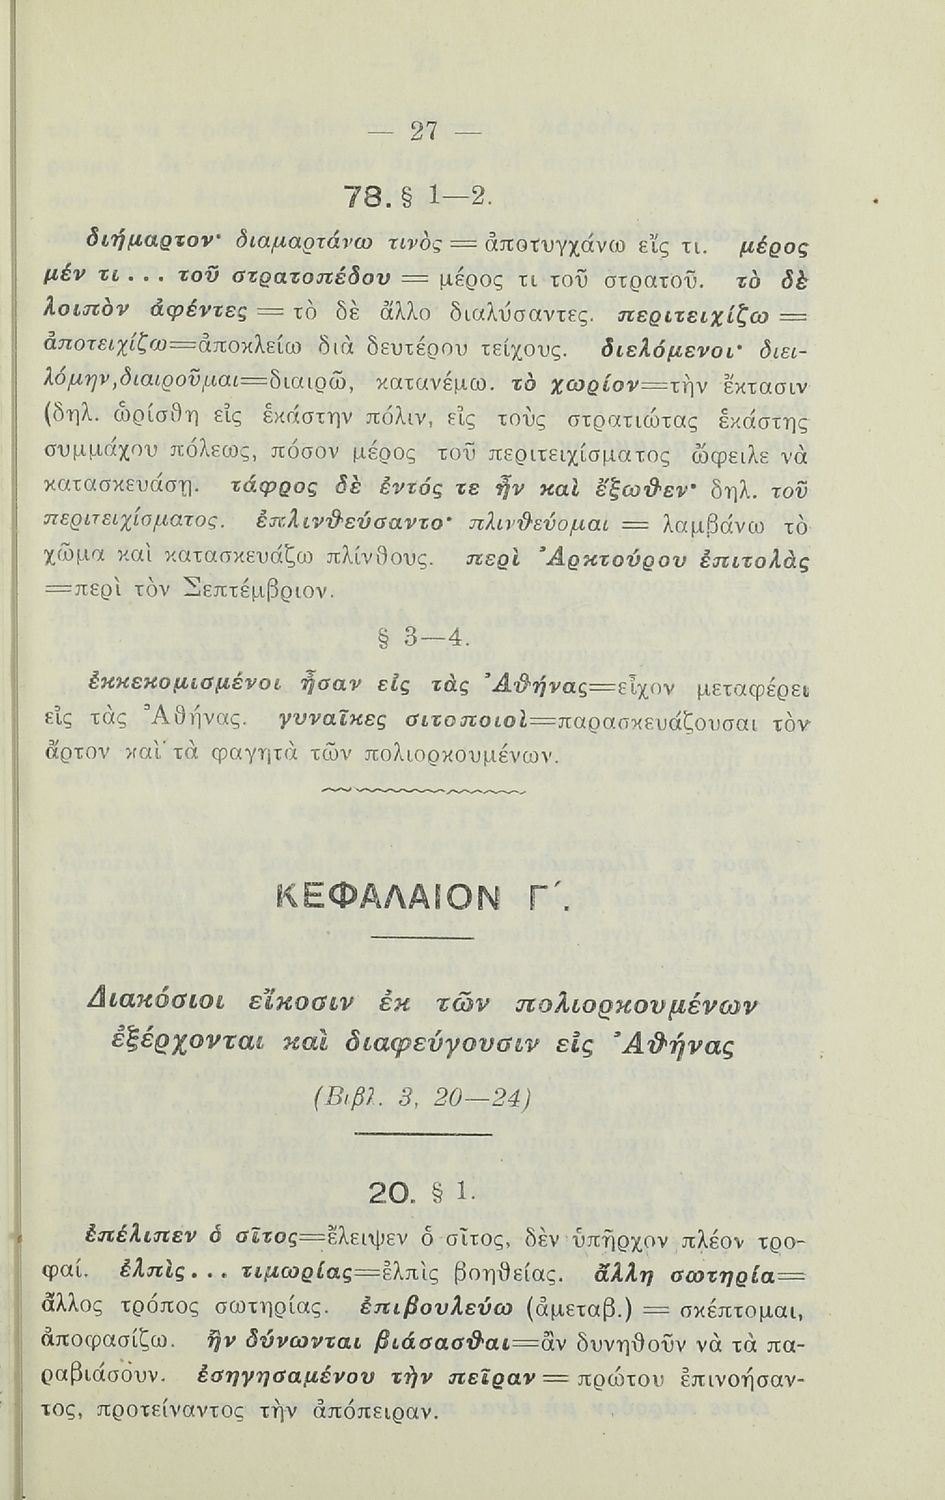 — 27 —
78. § 1—2.
διήμαρτον· διαμαρτάνω τινὸς = ἀποτυγχάνω εἴς τι. μέρος
μέν τι... τοῦ στρατοπέδου = μέρος τι τοῦ στρατοῦ. τὸ δὲ
λοιπὸν ἀφέντες = τὸ δὲ ἄλλο διαλύσαντες. περιτειχίζω =
ἀποτειχίζω=ἀποκλείω διὰ δευτέρου τείχους. διελόμενοι· διει-
λόμην,διαιροῦμαι=διαιρῶ, κατανέμω. τὸ χωρίον=τὴν ἔκτασιν
(δηλ. ὡρίσθη εἰς ἑκάστην πόλιν, εἰς τοὺς στρατιώτας ἑκάστης
συμμάχου πόλεως, πόσον μέρος τοῦ περιτειχίσματος ὤφειλε νὰ
κατασκευάσῃ. τάφρος δὲ ἐντός τε ἦν καὶ ἔξωθεν· δηλ. τοῦ
περιτειχίσματος. ἐπλινθεύσαντο· πλινθεύομαι = λαμβάνω τὸ
χῶμα καὶ κατασκευάζω πλίνθους. περὶ Ἀρκτούρου ἐπιτολὰς
=περὶ τὸν Σεπτέμβριον.
§ 3—4.
ἐκκεκομισμένοι ἦσαν εἰς τὰς Ἀθήνας=εἶχον μεταφέρει
εἰς τὰς Ἀθήνας. γυναῖκες σιτοποιοὶ=παρασκευάζουσαι τὸν
ἄρτον καὶ τὰ φαγητὰ τῶν πολιορκουμένων.
ΚΕΦΑΛΑΙΟΝ Γ΄.
Διακόσιοι εἴκοσιν ἐκ τῶν πολιορκουμένων
ἐξέρχονται καὶ διαφεύγουσιν εἰς Ἀθήνας
(Βιβλ. 3, 20—24)
20. § 1.
ἐπέλιπεν ὁ σῖτος=ἔλειψεν ὁ σῖτος, δὲν ὑπῆρχον πλέον τρο-
φαί. ἐλπὶς... τιμωρίας=ἐλπὶς βοηθείας. ἄλλη σωτηρία=
ἄλλος τρόπος σωτηρίας. ἐπιβουλεύω (ἀμεταβ.) = σκέπτομαι,
ἀποφασίζω. ἢν δύνωνται βιάσασθαι=ἂν δυνηθοῦν νὰ τὰ πα-
ραβιάσουν. ἐσηγησαμένου τὴν πεῖραν = πρώτου ἐπινοήσαν-
τος, προτείναντος τὴν ἀπόπειραν.